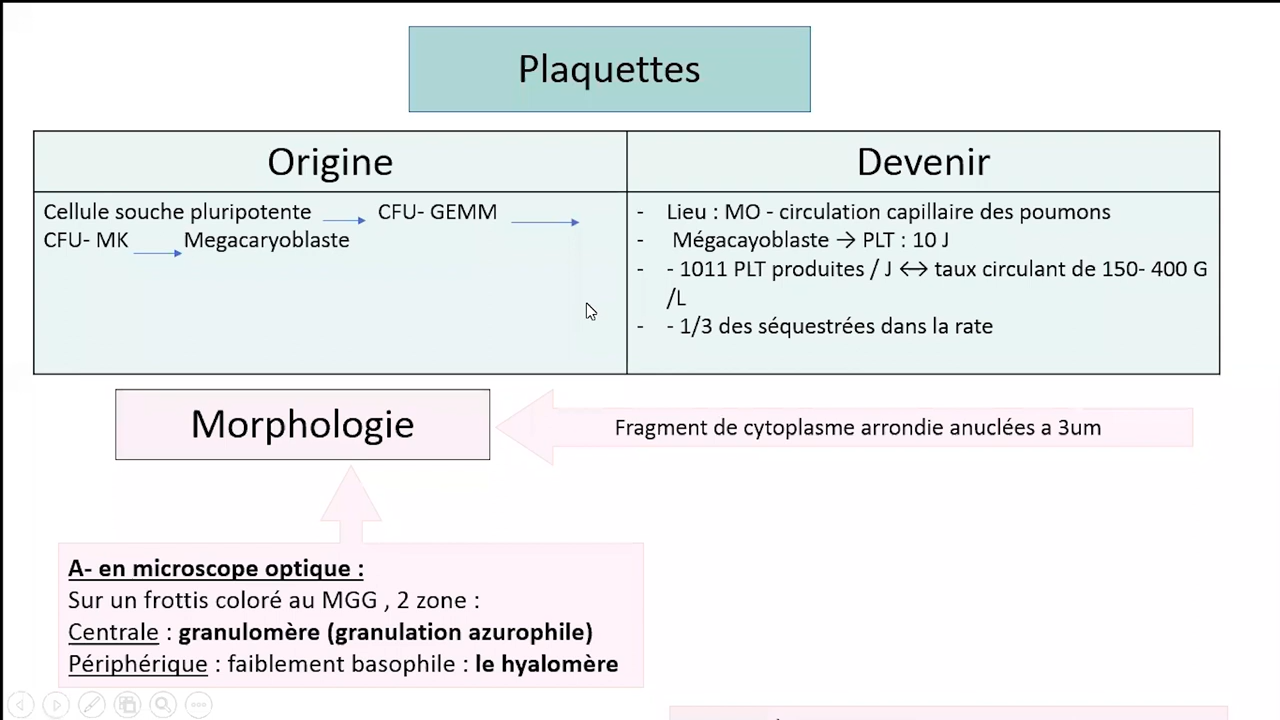 Plaquettes
Origine
Devenir
Cellule souche pluripotente → CFU- GEMM →
CFU- MK → Megacaryoblaste
- Lieu : MO - circulation capillaire des poumons
- Mégacayoblaste → PLT : 10 J
- - 1011 PLT produites / J ↔ taux circulant de 150- 400 G
/L
- - 1/3 des séquestrées dans la rate
Morphologie
Fragment de cytoplasme arrondie anuclées a 3um
A- en microscope optique :
Sur un frottis coloré au MGG , 2 zone :
Centrale : granulomère (granulation azurophile)
Périphérique : faiblement basophile : le hyalomère